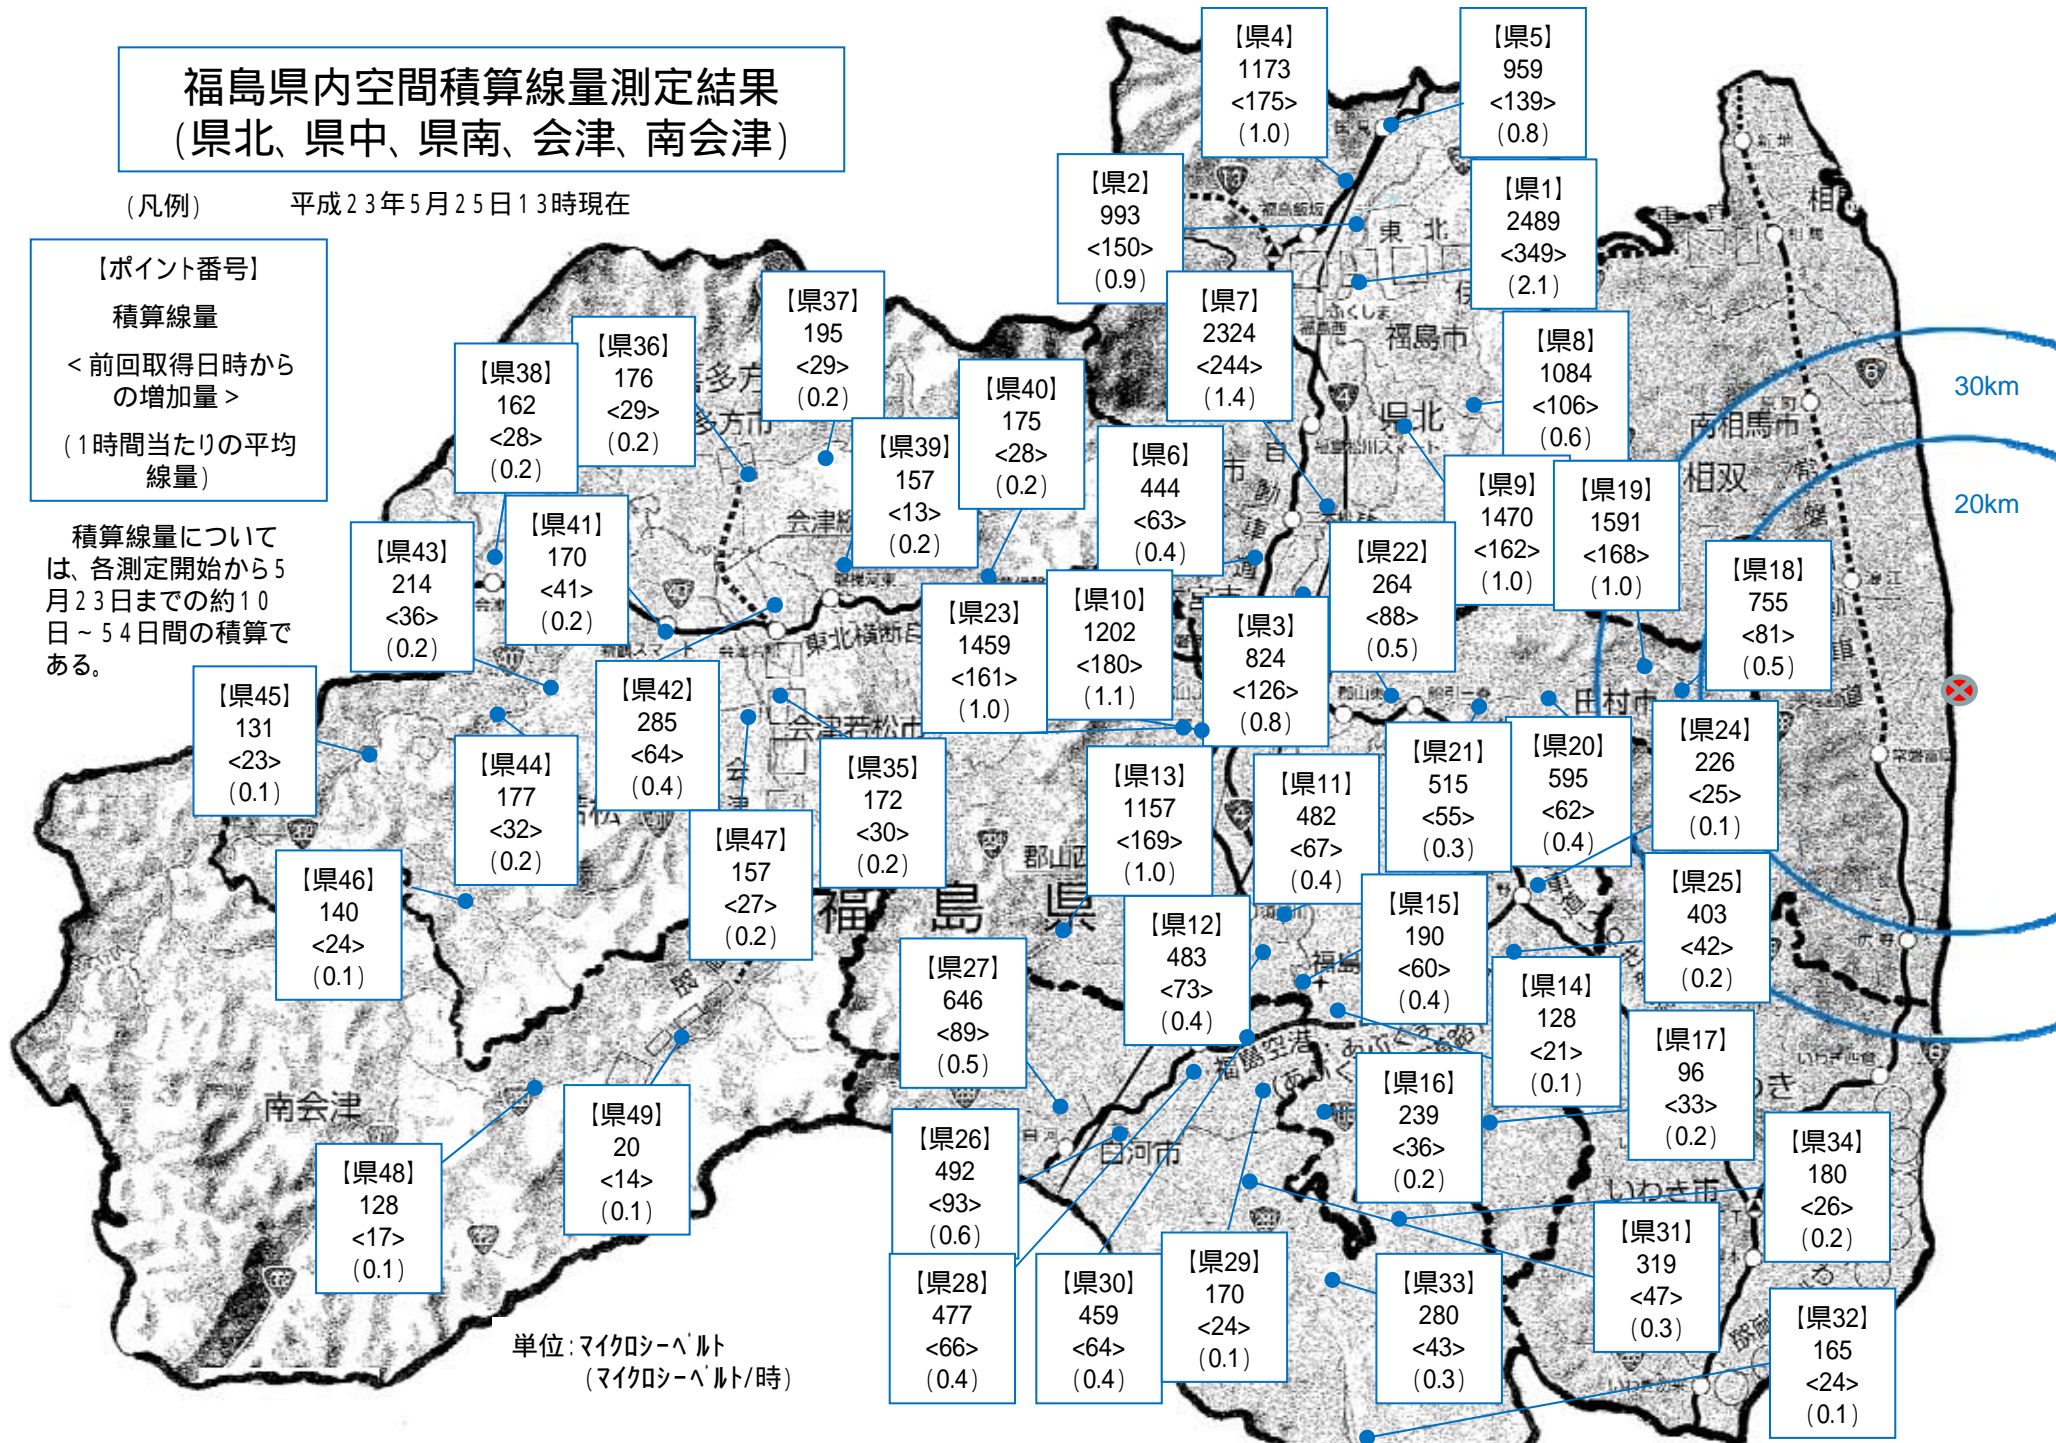 福島県内空間積算線量測定結果
(県北、県中、県南、会津、南会津)
(凡例)
平成23年5月25日13時現在
【ポイント番号】
積算線量
<前回取得日時から
の増加量>
(1時間当たりの平均
線量)
積算線量について
は、各測定開始から5
月23日までの約10
日~54日間の積算で
ある。
【県4】
1173
<175>
(1.0)
【県5】
959
<139>
(0.8)
【県2】
993
<150>
(0.9)
【県1】
2489
<349>
(2.1)
【県7】
2324
<244>
(1.4)
【県8】
1084
<106>
(0.6)
【県37】
195
<29>
(0.2)
【県36】
176
<29>
(0.2)
【県38】
162
<28>
(0.2)
【県40】
175
<28>
(0.2)
【県39】
157
<13>
(0.2)
【県6】
444
<63>
(0.4)
【県9】
1470
<162>
(1.0)
【県19】
1591
<168>
(1.0)
【県41】
170
<41>
(0.2)
【県43】
214
<36>
(0.2)
【県22】
264
<88>
(0.5)
【県18】
755
<81>
(0.5)
【県23】
1459
<161>
(1.0)
【県10】
1202
<180>
(1.1)
【県3】
824
<126>
(0.8)
【県45】
131
<23>
(0.1)
【県42】
285
<64>
(0.4)
【県44】
177
<32>
(0.2)
【県35】
172
<30>
(0.2)
【県13】
1157
<169>
(1.0)
【県11】
482
<67>
(0.4)
【県21】
515
<55>
(0.3)
【県20】
595
<62>
(0.4)
【県24】
226
<25>
(0.1)
【県47】
157
<27>
(0.2)
【県46】
140
<24>
(0.1)
【県12】
483
<73>
(0.4)
【県15】
190
<60>
(0.4)
【県25】
403
<42>
(0.2)
【県27】
646
<89>
(0.5)
【県14】
128
<21>
(0.1)
【県17】
96
<33>
(0.2)
【県16】
239
<36>
(0.2)
【県49】
20
<14>
(0.1)
【県48】
128
<17>
(0.1)
【県26】
492
<93>
(0.6)
【県34】
180
<26>
(0.2)
【県31】
319
<47>
(0.3)
【県28】
477
<66>
(0.4)
【県30】
459
<64>
(0.4)
【県29】
170
<24>
(0.1)
【県33】
280
<43>
(0.3)
【県32】
165
<24>
(0.1)
30km
20km
福島市
県北
南相馬市
相双
田村市
会津若松市
福島県
南会津
白河市
福島空港
いわき市
東北
ふくしま
多方市
東北横断自
郡山西
単位:マイクロシーベルト
(マイクロシーベルト/時)